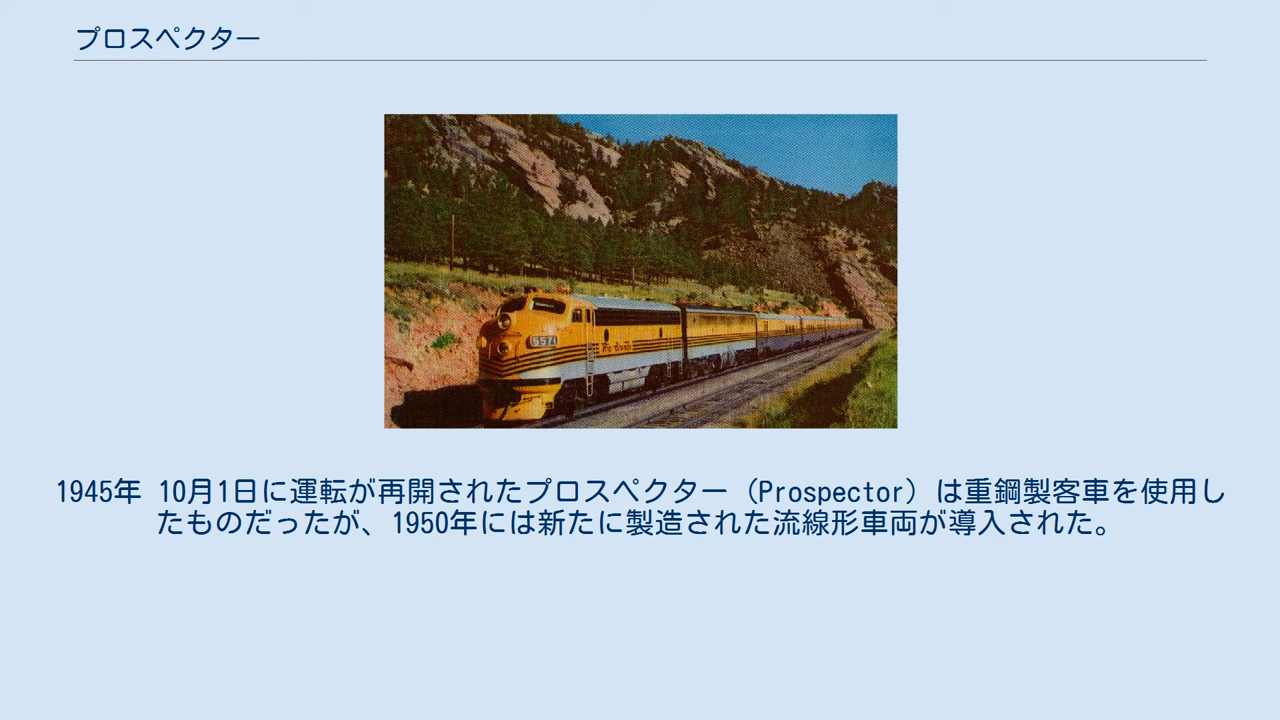 プロスペクター
5571
Rio Grande
1945年 10月1日に運転が再開されたプロスペクター（Prospector）は重鋼製客車を使用し
たものだったが、1950年には新たに製造された流線形車両が導入された。